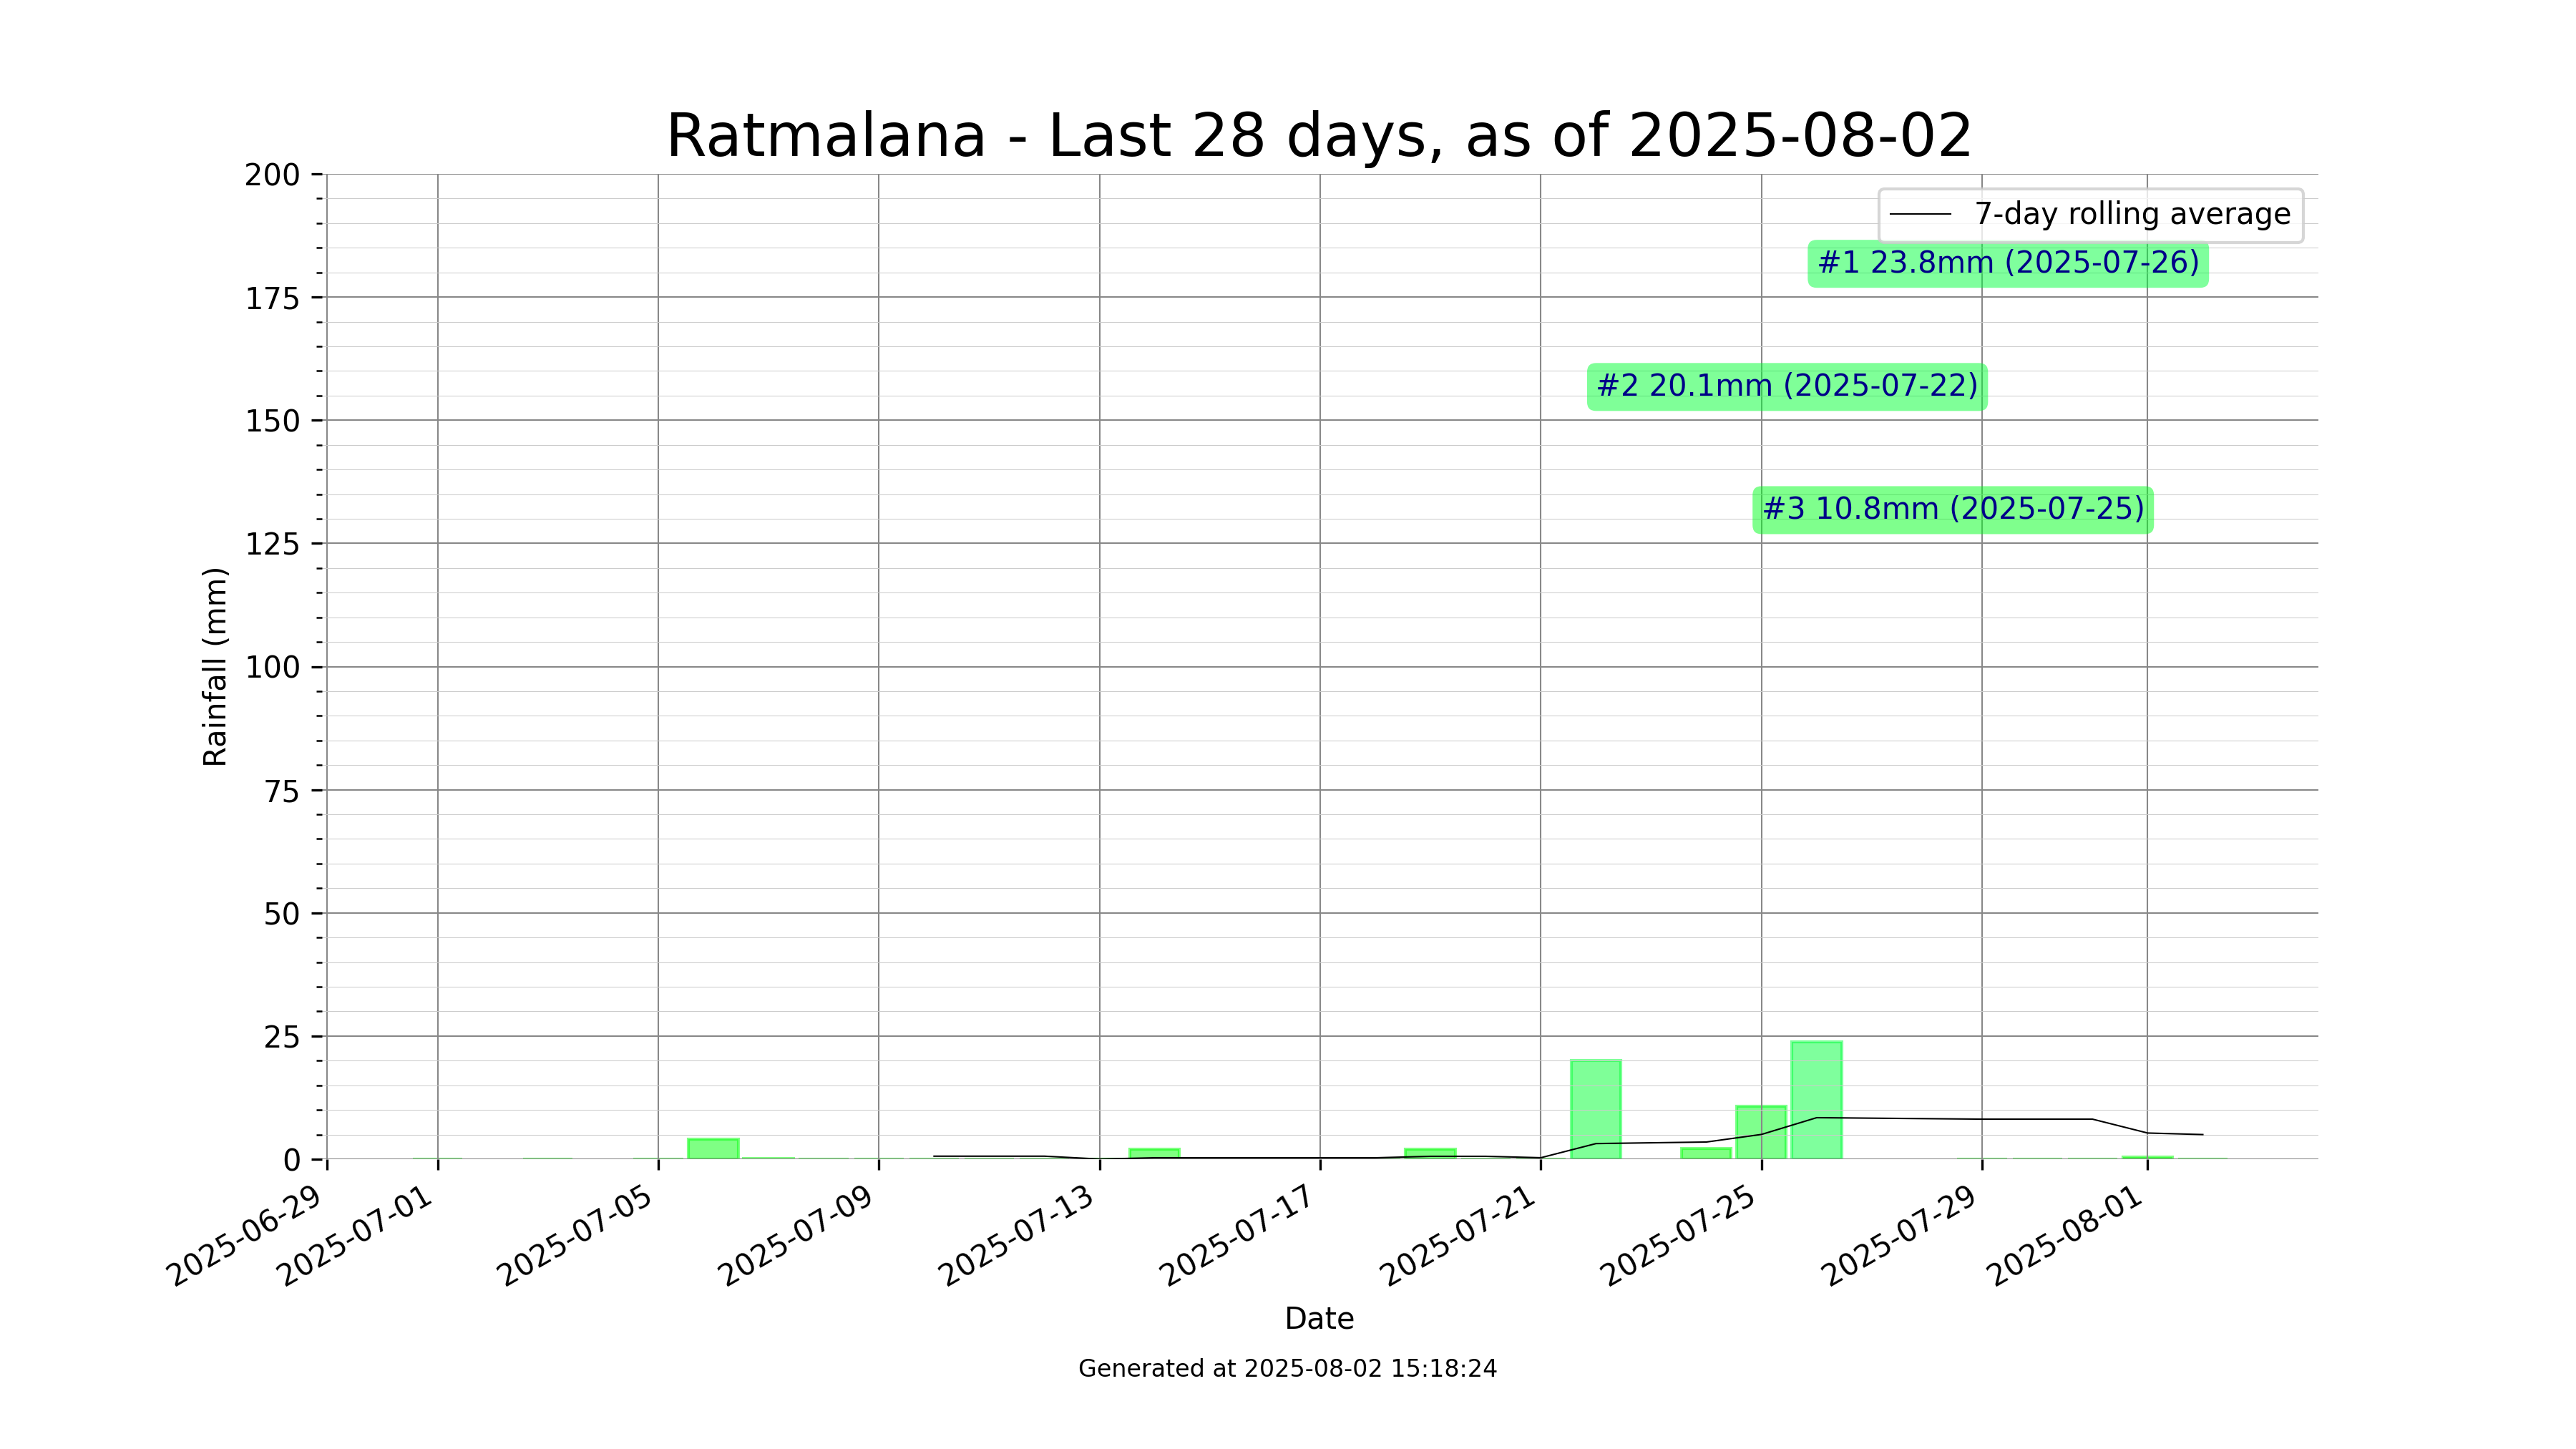 Ratmalana - Last 28 days, as of 2025-08-02
7-day rolling average
#1 23.8mm (2025-07-26)
#2 20.1mm (2025-07-22)
#3 10.8mm (2025-07-25)
Rainfall (mm)
200
175
150
125
100
75
50
25
0
2025-06-29
2025-07-01
2025-07-05
2025-07-09
2025-07-13
2025-07-17
2025-07-21
2025-07-25
2025-07-29
2025-08-01
Date
Generated at 2025-08-02 15:18:24